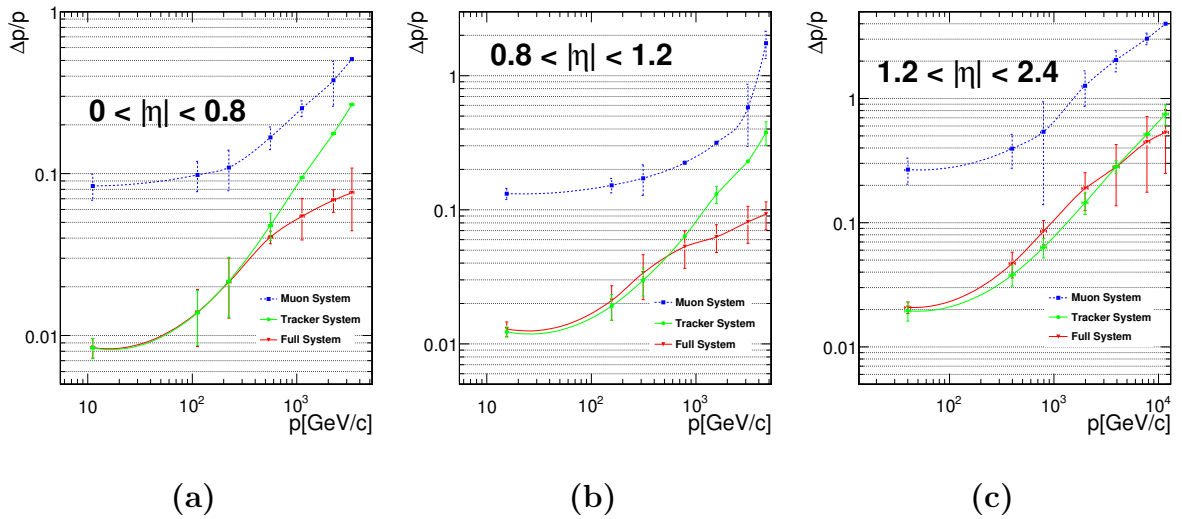 Δp/p
1
0.1
0.01
0 < |η| < 0.8
Muon System
Tracker System
Full System
10
10²
10³
p[GeV/c]
(a)
Δp/p
1
0.1
0.01
0.8 < |η| < 1.2
Muon System
Tracker System
Full System
10
10²
10³
p[GeV/c]
(b)
Δp/p
1
0.1
0.01
1.2 < |η| < 2.4
Muon System
Tracker System
Full System
10²
10³
10⁴
p[GeV/c]
(c)